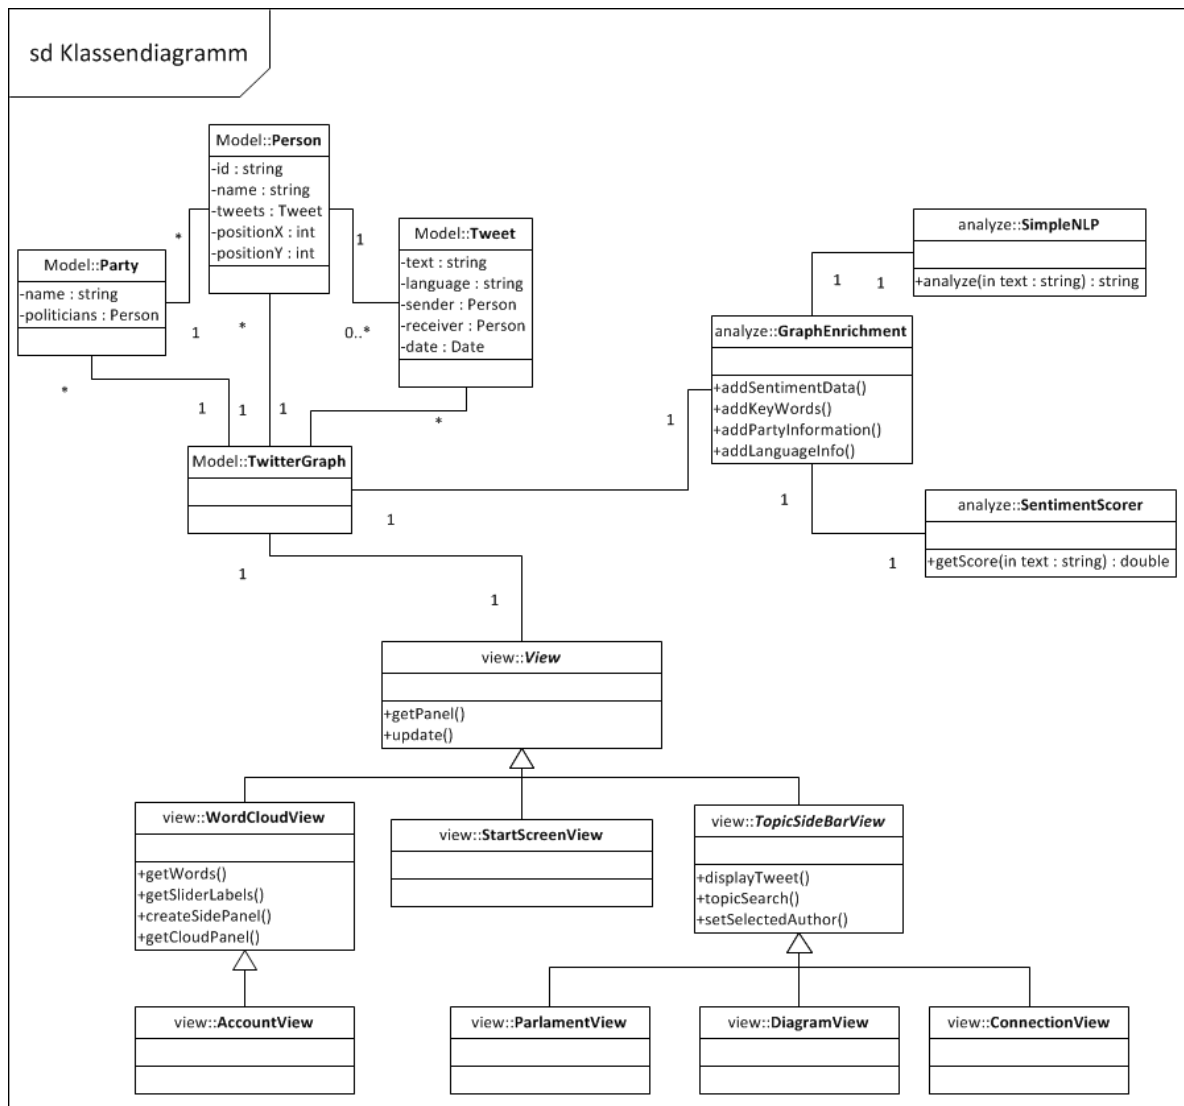 sd Klassendiagramm
Model::Person
-id : string
-name : string
-tweets : Tweet
-positionX : int
-positionY : int
Model::Tweet
-text : string
-language : string
-sender : Person
-receiver : Person
-date : Date
Model::Party
-name : string
-politicians : Person
*
1
1
*
0..*
*
1
1
1
*
Model::TwitterGraph
analyze::SimpleNLP
+analyze(in text : string) : string
1
1
analyze::GraphEnrichment
+addSentimentData()
+addKeyWords()
+addPartyInformation()
+addLanguageInfo()
1
1
1
1
analyze::SentimentScorer
+getScore(in text : string) : double
1
1
view::View
+getPanel()
+update()
view::WordCloudView
+getWords()
+getSliderLabels()
+createSidePanel()
+getCloudPanel()
view::StartScreenView
view::TopicSideBarView
+displayTweet()
+topicSearch()
+setSelectedAuthor()
view::AccountView
view::ParlamentView
view::DiagramView
view::ConnectionView